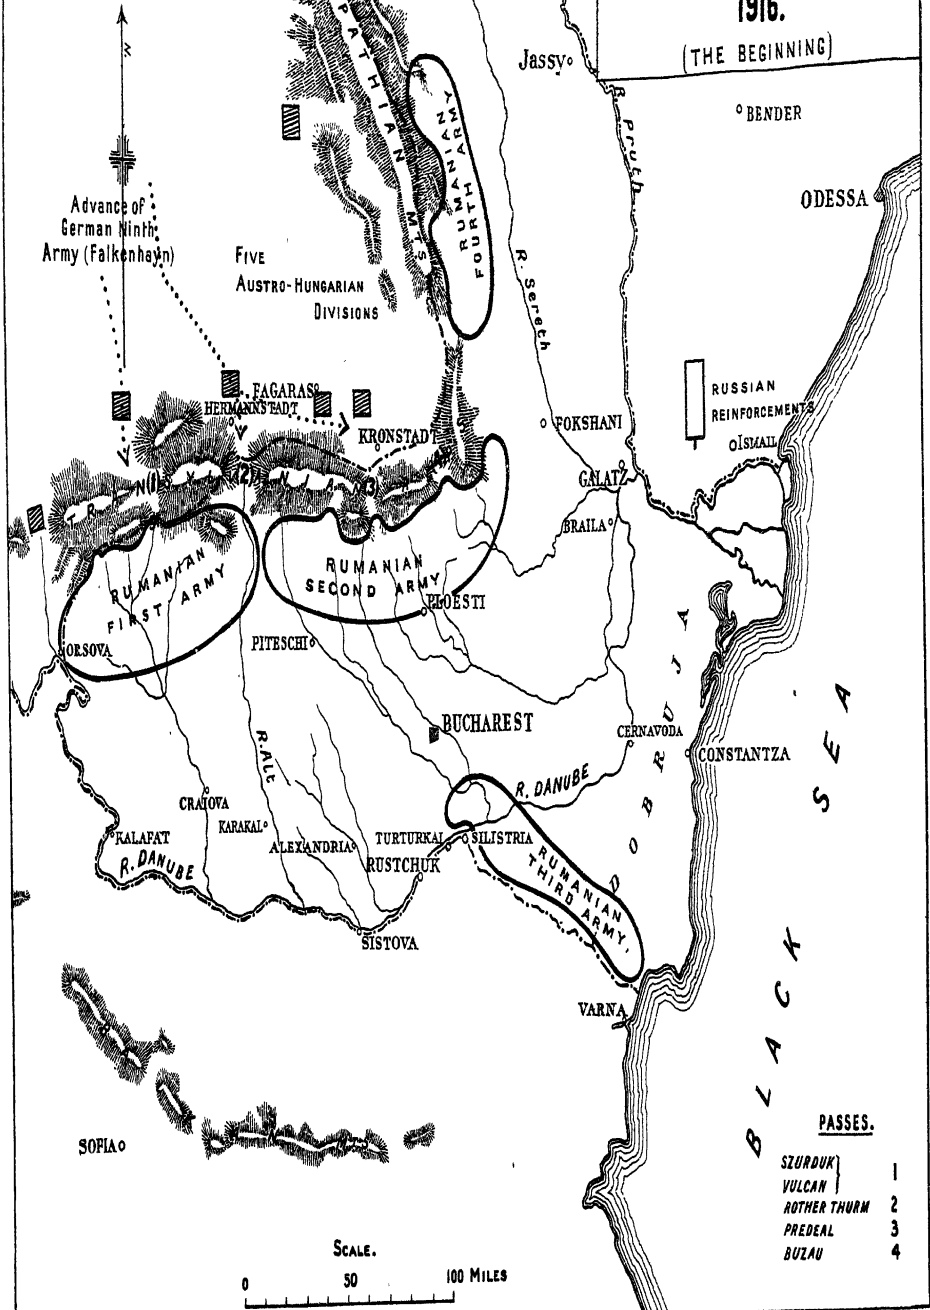 1916.
(THE BEGINNING)
Jassy
R. Pruth
BENDER
ODESSA
CARPATHIAN MTS
RUMANIAN
FOURTH ARMY
N
Advance of
German Ninth
Army (Falkenhayn)
FIVE
AUSTRO-HUNGARIAN
DIVISIONS
R. Sereth
RUSSIAN
REINFORCEMENTS
ISMAIL
FAGARAS
HERMANNSTADT
KRONSTADT
FOKSHANI
GALATZ
BRAILA
(1)
(2)
(3)
(4)
RUMANIAN
FIRST ARMY
RUMANIAN
SECOND ARMY
PLOESTI
ORSOVA
PITESCHI
BUCHAREST
CERNAVODA
CONSTANTZA
DOBRUJA
R. Alt
R. DANUBE
CRAIOVA
KARAKAL
KALAFAT
ALEXANDRIA
TURTURKAI
SILISTRIA
R. DANUBE
RUSTCHUK
RUMANIAN
THIRD ARMY.
SISTOVA
VARNA
BLACK SEA
SOFIA
PASSES.
SZURDUK
VULCAN } 1
ROTHER THURM 2
PREDEAL 3
BUZAU 4
SCALE.
0 50 100 MILES